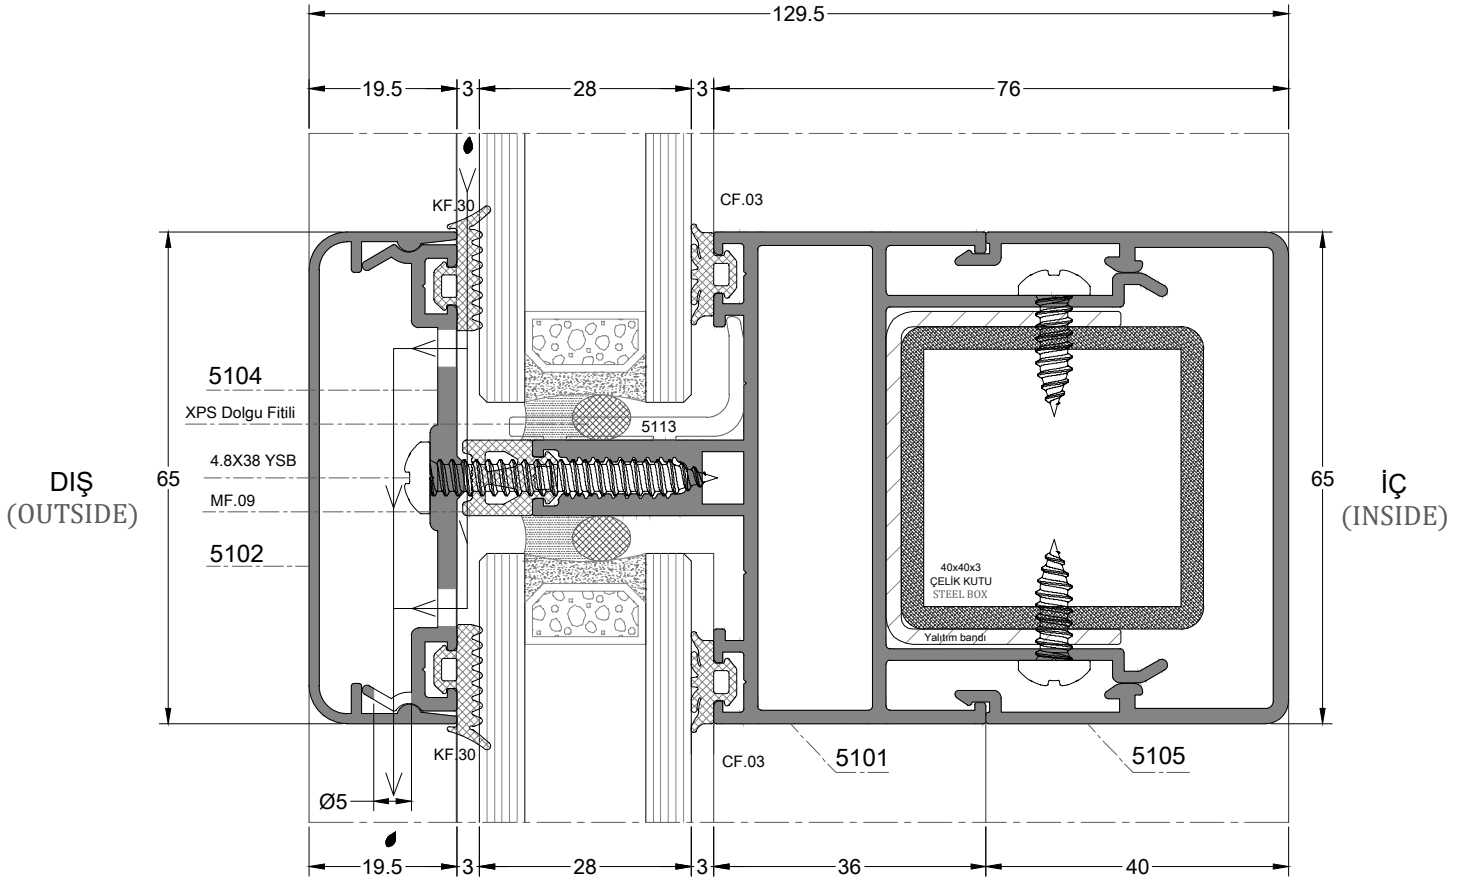 129.5
19.5
3
28
3
76
KF.30
CF.03
5104
XPS Dolgu Fitili
5113
4.8X38 YSB
DIŞ
(OUTSIDE)
65
65
İÇ
(INSIDE)
MF.09
5102
40x40x3
ÇELİK KUTU
STEEL BOX
Yalıtım bandı
KF.30
CF.03
5101
5105
Ø5
19.5
3
28
3
36
40